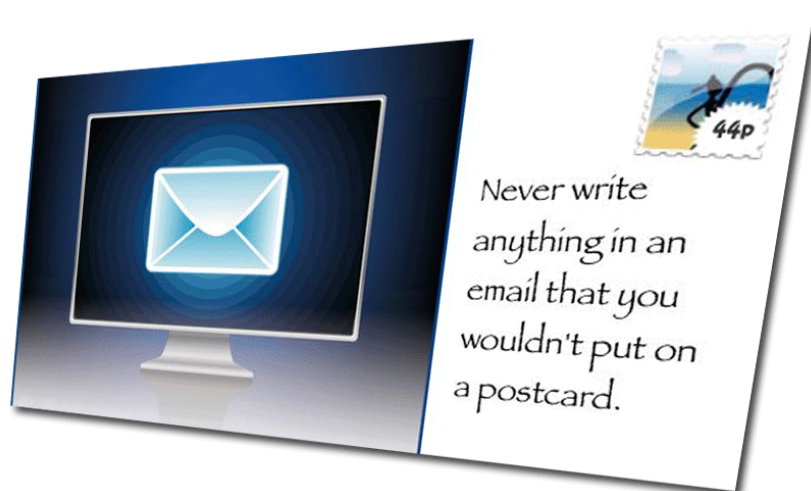 44p
Never write
anything in an
email that you
wouldn't put on
a postcard.